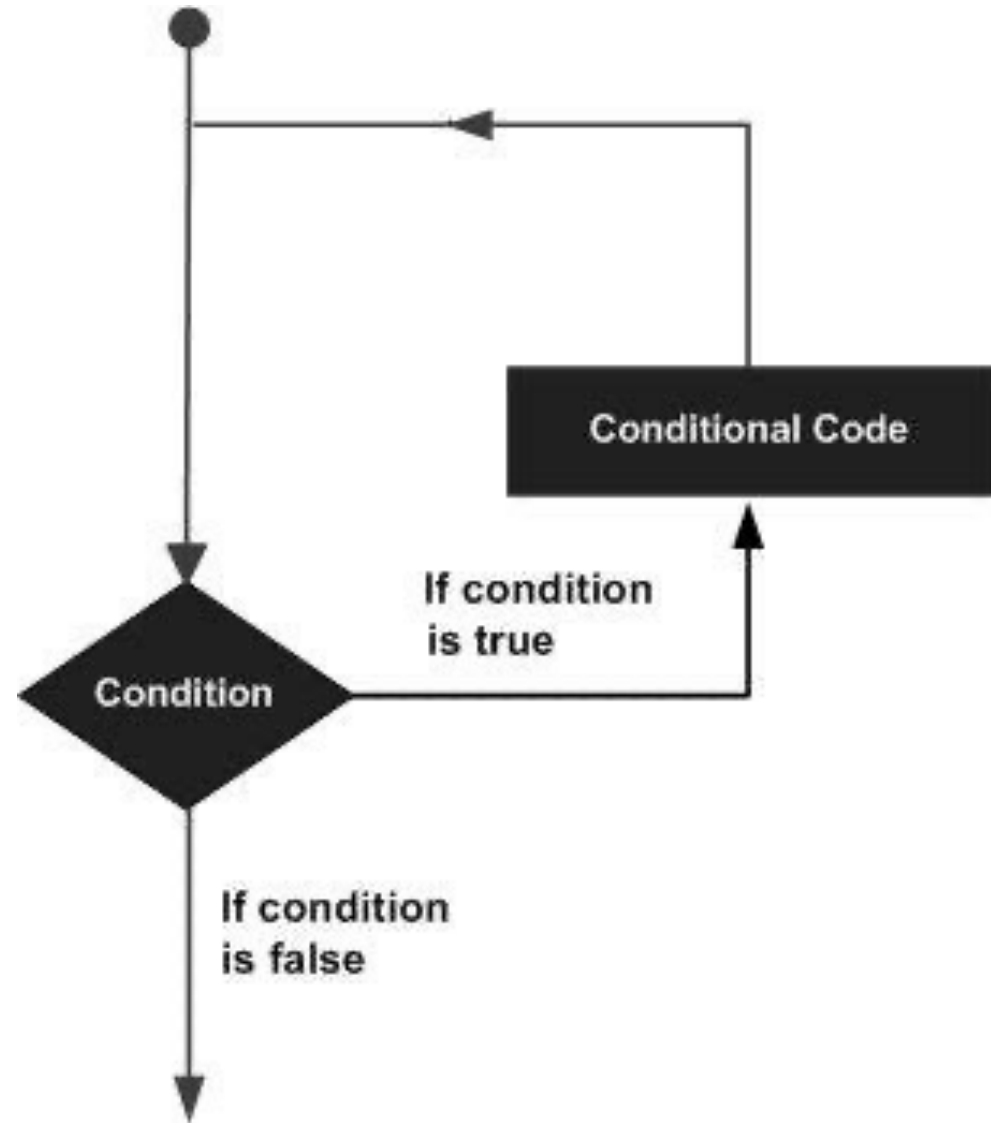 Conditional Code
If condition
is true
Condition
If condition
is false